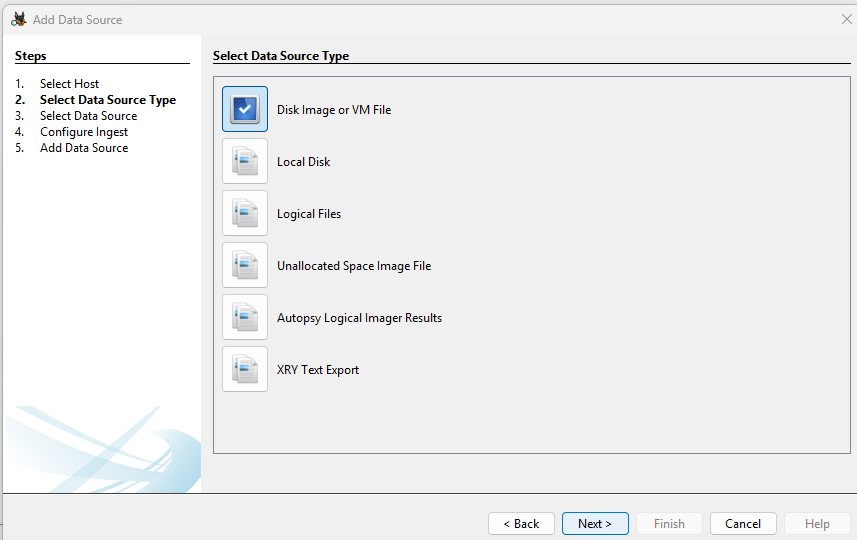 Add Data Source
Steps
1. Select Host
2. Select Data Source Type
3. Select Data Source
4. Configure Ingest
5. Add Data Source
Select Data Source Type
Disk Image or VM File
Local Disk
Logical Files
Unallocated Space Image File
Autopsy Logical Imager Results
XRY Text Export
< Back
Next >
Finish
Cancel
Help